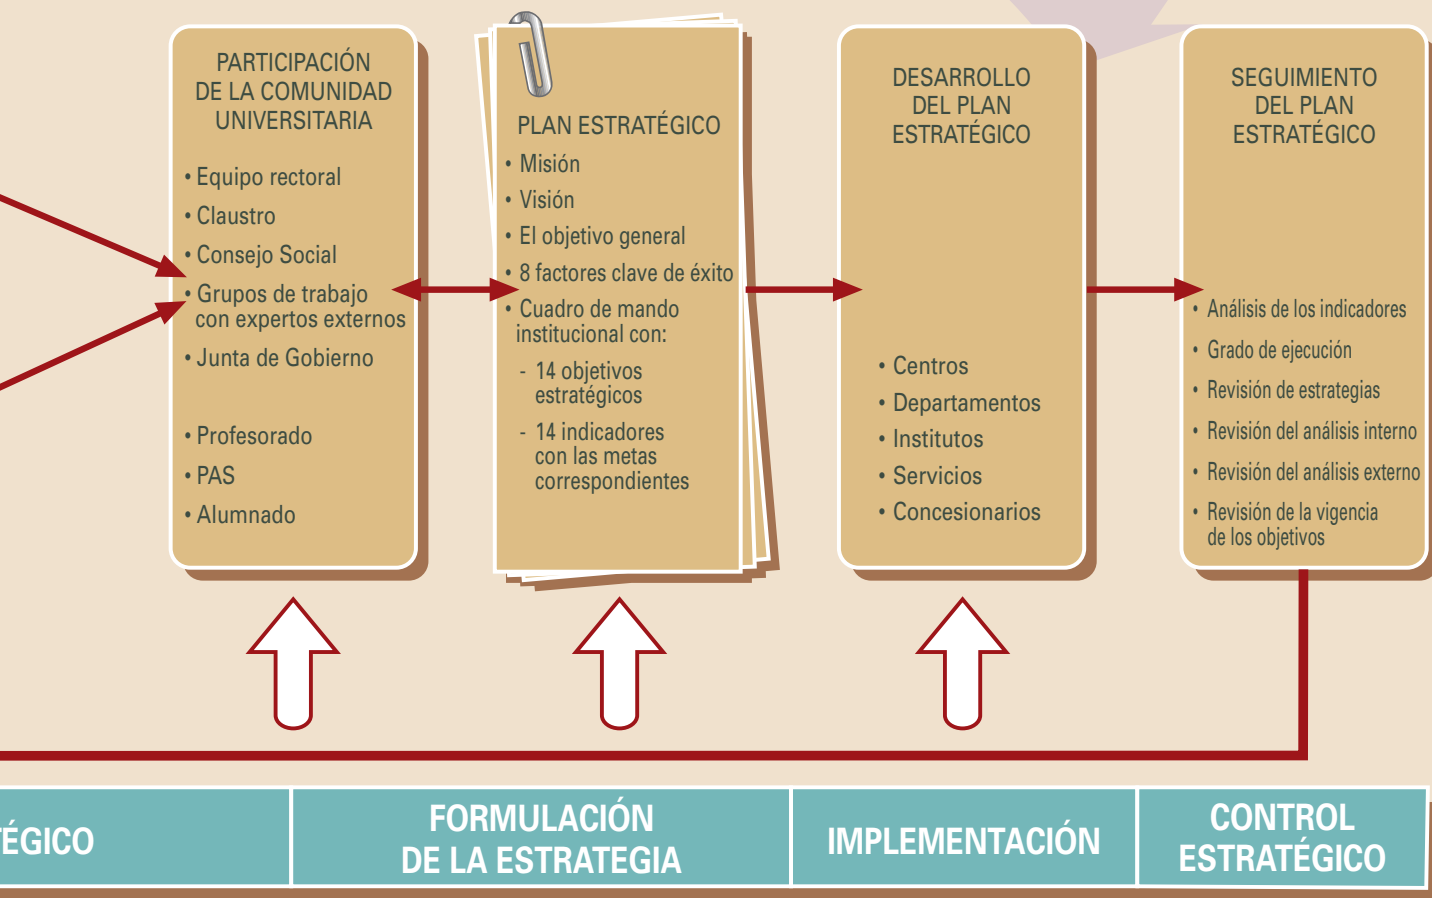 PARTICIPACIÓN
DE LA COMUNIDAD
UNIVERSITARIA
• Equipo rectoral
• Claustro
• Consejo Social
• Grupos de trabajo
con expertos externos
• Junta de Gobierno
• Profesorado
• PAS
• Alumnado
PLAN ESTRATÉGICO
• Misión
• Visión
• El objetivo general
• 8 factores clave de éxito
• Cuadro de mando
institucional con:
- 14 objetivos
estratégicos
- 14 indicadores
con las metas
correspondientes
DESARROLLO
DEL PLAN
ESTRATÉGICO
• Centros
• Departamentos
• Institutos
• Servicios
• Concesionarios
SEGUIMIENTO
DEL PLAN
ESTRATÉGICO
• Análisis de los indicadores
• Grado de ejecución
• Revisión de estrategias
• Revisión del análisis interno
• Revisión del análisis externo
• Revisión de la vigencia
de los objetivos
TÉGICO
FORMULACIÓN
DE LA ESTRATEGIA
IMPLEMENTACIÓN
CONTROL
ESTRATÉGICO